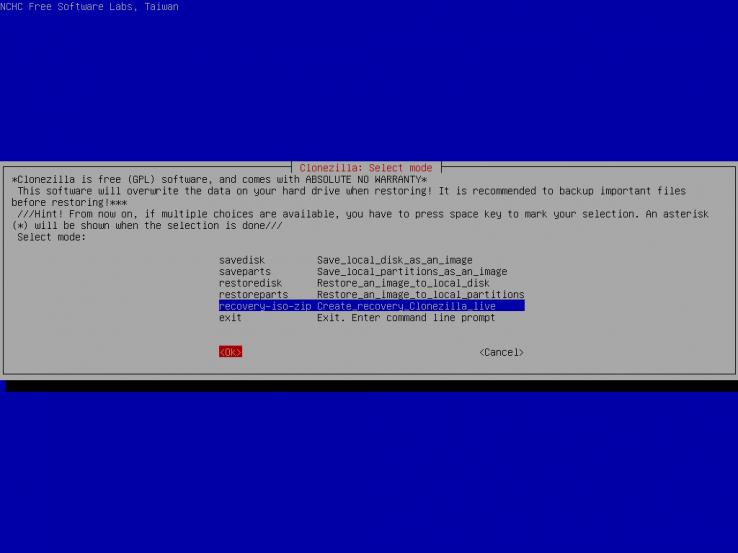 NCHC Free Software Labs, Taiwan
Clonezilla: Select mode
*Clonezilla is free (GPL) software, and comes with ABSOLUTE NO WARRANTY*
This software will overwrite the data on your hard drive when restoring! It is recommended to backup important files
before restoring!***
///Hint! From now on, if multiple choices are available, you have to press space key to mark your selection. An asterisk
(*) will be shown when the selection is done///
Select mode:
savedisk Save_local_disk_as_an_image
saveparts Save_local_partitions_as_an_image
restoredisk Restore_an_image_to_local_disk
restoreparts Restore_an_image_to_local_partitions
recovery-iso-zip Create_recovery_Clonezilla_live
exit Exit. Enter command line prompt
<Ok> <Cancel>